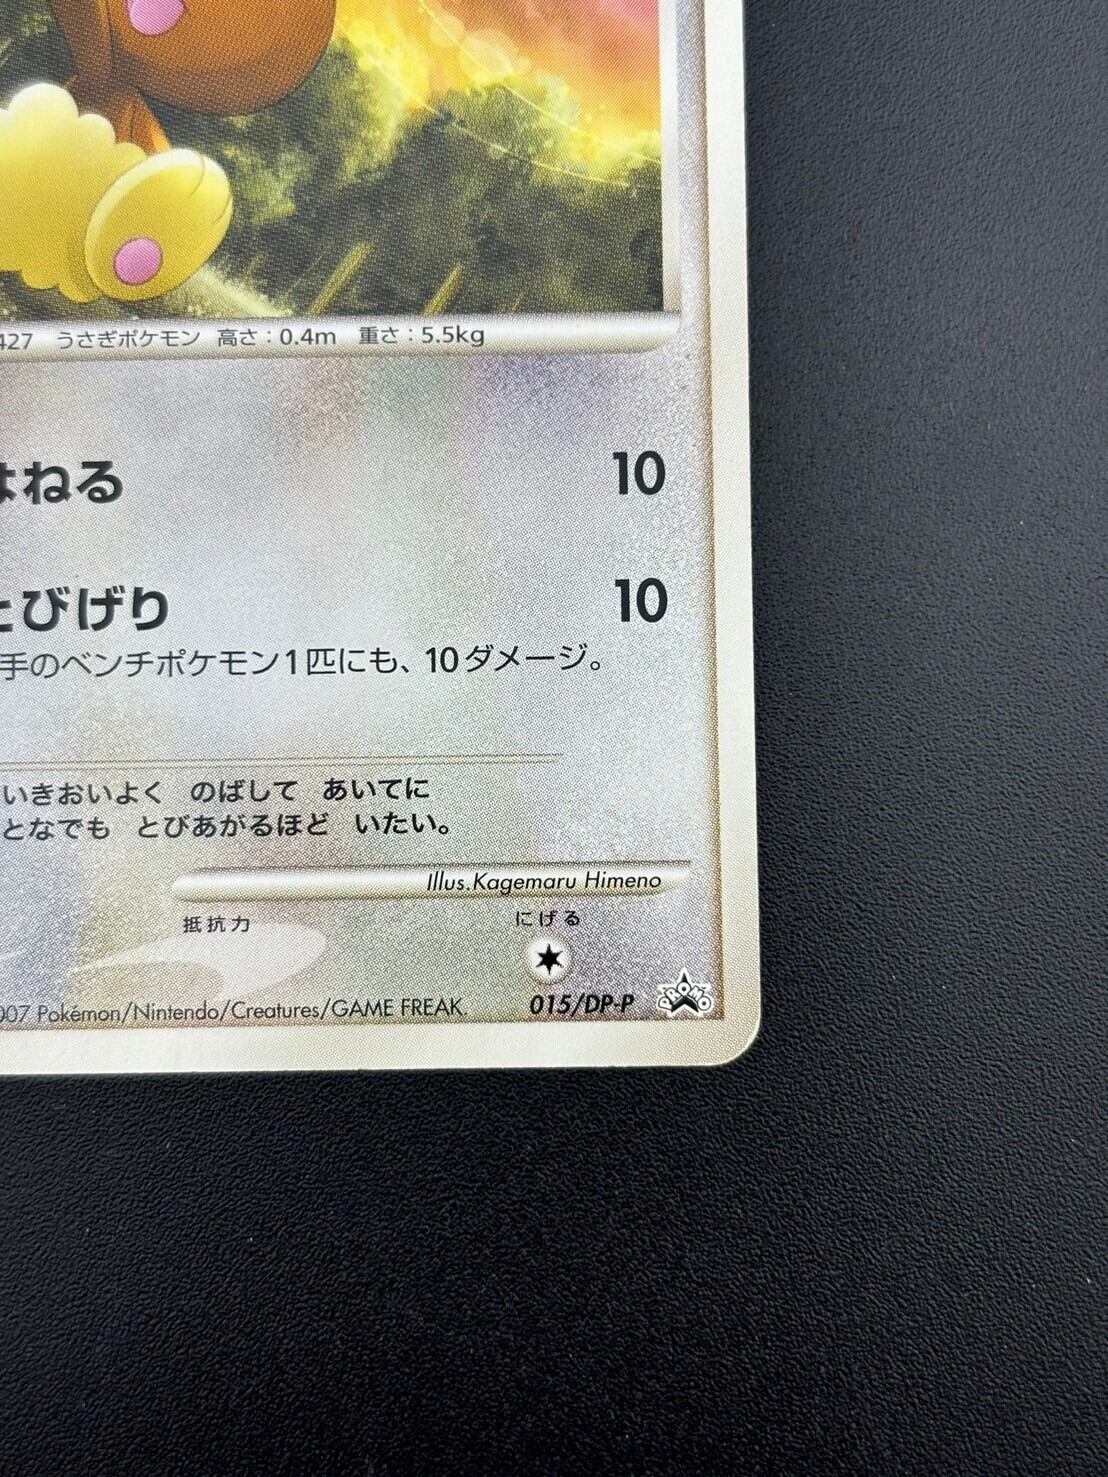 427 うさぎポケモン 高さ：0.4m 重さ：5.5kg
はねる 10
とびげり 10
手のベンチポケモン1匹にも、10ダメージ。
いきおいよく のばして あいてに
となでも とびあがるほど いたい。
Illus.Kagemaru Himeno
抵抗力 にげる
007 Pokémon/Nintendo/Creatures/GAME FREAK. 015/DP-P PROMO